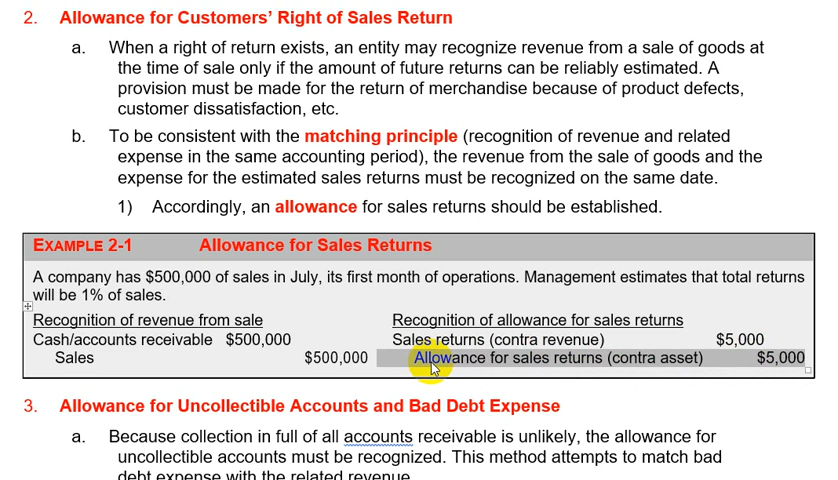 2. Allowance for Customers' Right of Sales Return
a. When a right of return exists, an entity may recognize revenue from a sale of goods at
the time of sale only if the amount of future returns can be reliably estimated. A
provision must be made for the return of merchandise because of product defects,
customer dissatisfaction, etc.
b. To be consistent with the matching principle (recognition of revenue and related
expense in the same accounting period), the revenue from the sale of goods and the
expense for the estimated sales returns must be recognized on the same date.
1) Accordingly, an allowance for sales returns should be established.
EXAMPLE 2-1 Allowance for Sales Returns
A company has $500,000 of sales in July, its first month of operations. Management estimates that total returns
will be 1% of sales.
Recognition of revenue from sale Recognition of allowance for sales returns
Cash/accounts receivable $500,000 Sales returns (contra revenue) $5,000
Sales $500,000 Allowance for sales returns (contra asset) $5,000
3. Allowance for Uncollectible Accounts and Bad Debt Expense
a. Because collection in full of all accounts receivable is unlikely, the allowance for
uncollectible accounts must be recognized. This method attempts to match bad
debt expense with the related revenue.